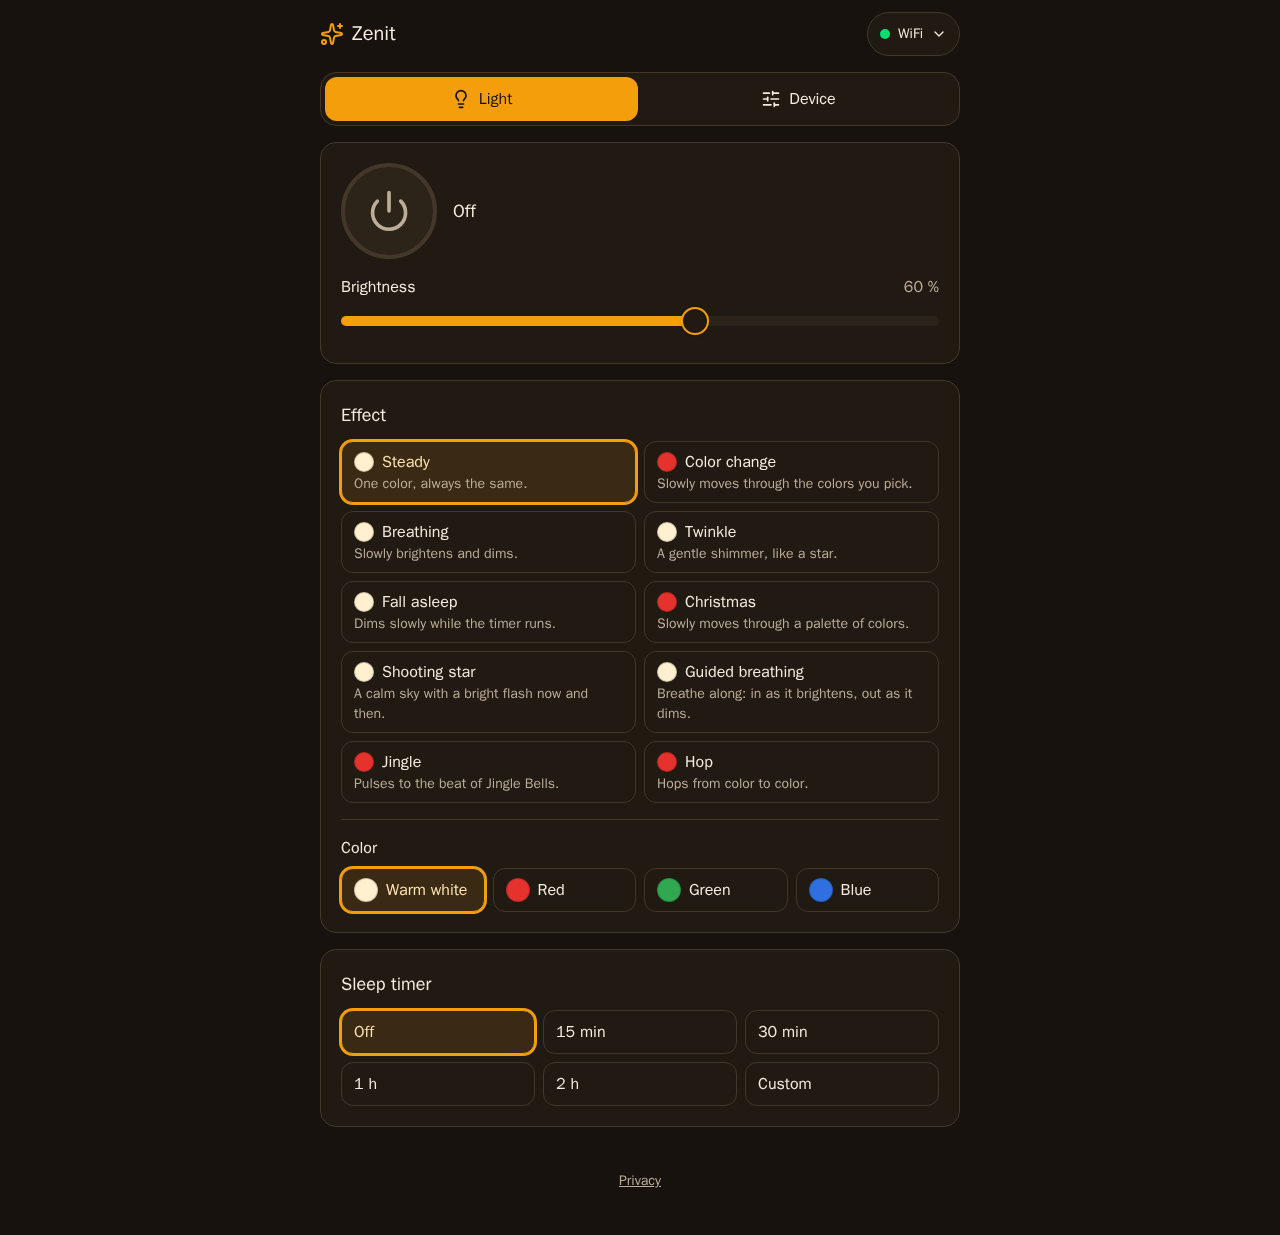 Zenit
WiFi
Light
Device
Off
Brightness
60 %
Effect
Steady
One color, always the same.
Color change
Slowly moves through the colors you pick.
Breathing
Slowly brightens and dims.
Twinkle
A gentle shimmer, like a star.
Fall asleep
Dims slowly while the timer runs.
Christmas
Slowly moves through a palette of colors.
Shooting star
A calm sky with a bright flash now and
then.
Guided breathing
Breathe along: in as it brightens, out as it
dims.
Jingle
Pulses to the beat of Jingle Bells.
Hop
Hops from color to color.
Color
Warm white
Red
Green
Blue
Sleep timer
Off
15 min
30 min
1 h
2 h
Custom
Privacy